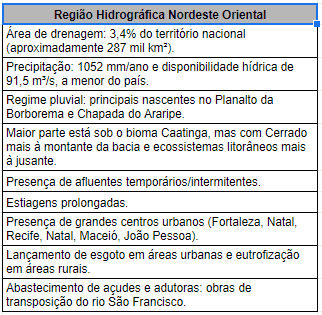 Região Hidrográfica Nordeste Oriental
Área de drenagem: 3,4% do território nacional
(aproximadamente 287 mil km²).
Precipitação: 1052 mm/ano e disponibilidade hídrica de
91,5 m³/s, a menor do país.
Regime pluvial: principais nascentes no Planalto da
Borborema e Chapada do Araripe.
Maior parte está sob o bioma Caatinga, mas com Cerrado
mais à montante da bacia e ecossistemas litorâneos mais
à jusante.
Presença de afluentes temporários/intermitentes.
Estiagens prolongadas.
Presença de grandes centros urbanos (Fortaleza, Natal,
Recife, Natal, Maceió, João Pessoa).
Lançamento de esgoto em áreas urbanas e eutrofização
em áreas rurais.
Abastecimento de açudes e adutoras: obras de
transposição do rio São Francisco.